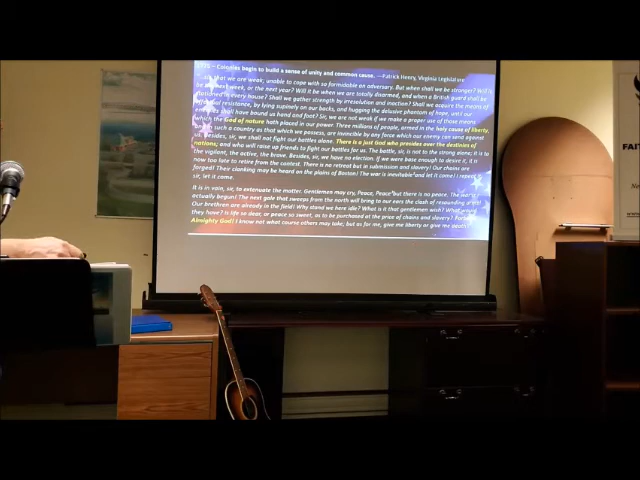 1775 – Colonies begin to build a sense of unity and common cause. —Patrick Henry, Virginia Legislature
that we are weak; unable to cope with so formidable an adversary. But when shall we be stronger? Will it
be the next week, or the next year? Will it be when we are totally disarmed, and when a British guard shall be
stationed in every house? Shall we gather strength by irresolution and inaction? Shall we acquire the means of
effectual resistance, by lying supinely on our backs, and hugging the delusive phantom of hope, until our
enemies shall have bound us hand and foot? Sir, we are not weak if we make a proper use of those means
which the God of nature hath placed in our power. Three millions of people, armed in the holy cause of liberty,
in such a country as that which we possess, are invincible by any force which our enemy can send against
us. Besides, sir, we shall not fight our battles alone. There is a just God who presides over the destinies of
nations; and who will raise up friends to fight our battles for us. The battle, sir, is not to the strong alone; it is to
the vigilant, the active, the brave. Besides, sir, we have no election. If we were base enough to desire it, it is
now too late to retire from the contest. There is no retreat but in submission and slavery! Our chains are
forged! Their clanking may be heard on the plains of Boston! The war is inevitable and let it come! I repeat
sir, let it come.
It is in vain, sir, to extenuate the matter. Gentlemen may cry, Peace, Peace but there is no peace. The war is
actually begun! The next gale that sweeps from the north will bring to our ears the clash of resounding arms!
Our brethren are already in the field! Why stand we here idle? What is it that gentlemen wish? What would
they have? Is life so dear, or peace so sweet, as to be purchased at the price of chains and slavery?
Almighty God! I know not what course others may take; but as for me, give me liberty or give me death!
FAI